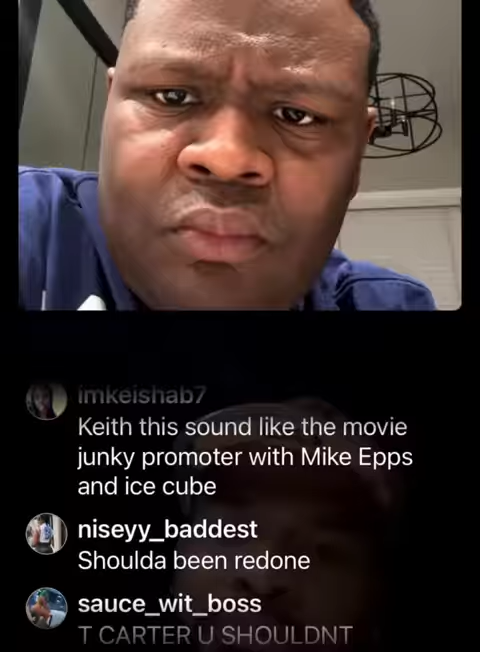 imkeishab7
Keith this sound like the movie
junky promoter with Mike Epps
and ice cube
niseyy_baddest
Shoulda been redone
sauce_wit_boss
T CARTER U SHOULDNT